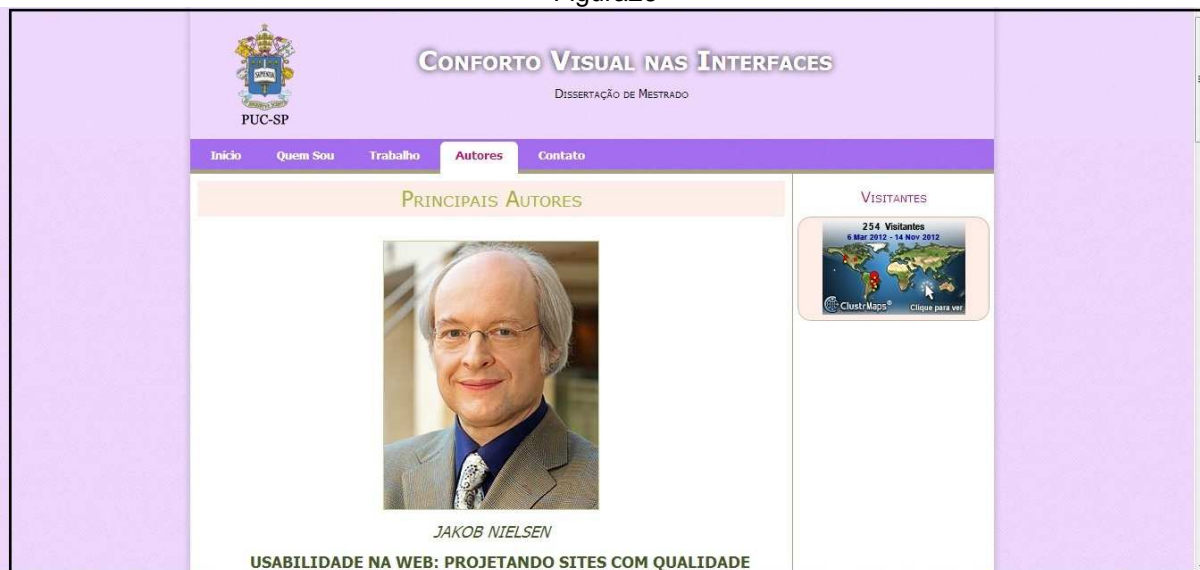 SAPIENTIA
PUC-SP
Conforto Visual nas Interfaces
Dissertação de Mestrado
Início Quem Sou Trabalho Autores Contato
Principais Autores
JAKOB NIELSEN
USABILIDADE NA WEB: PROJETANDO SITES COM QUALIDADE
Visitantes
254 Visitantes
6 Mar 2012 - 14 Nov 2012
ClustrMaps®
Clique para ver